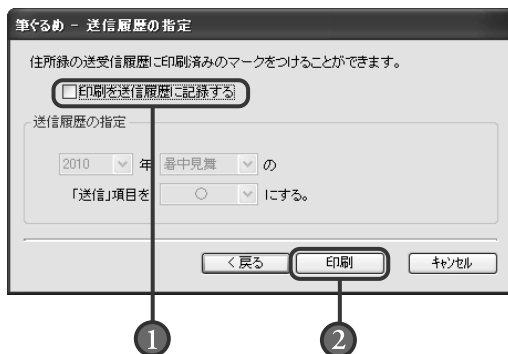 筆ぐるめ - 送信履歴の指定
住所録の送受信履歴に印刷済みのマークをつけることができます。
印刷を送信履歴に記録する
送信履歴の指定
2010 年 暑中見舞 の
「送信」項目を ○ にする。
< 戻る 印刷 キャンセル
1 2